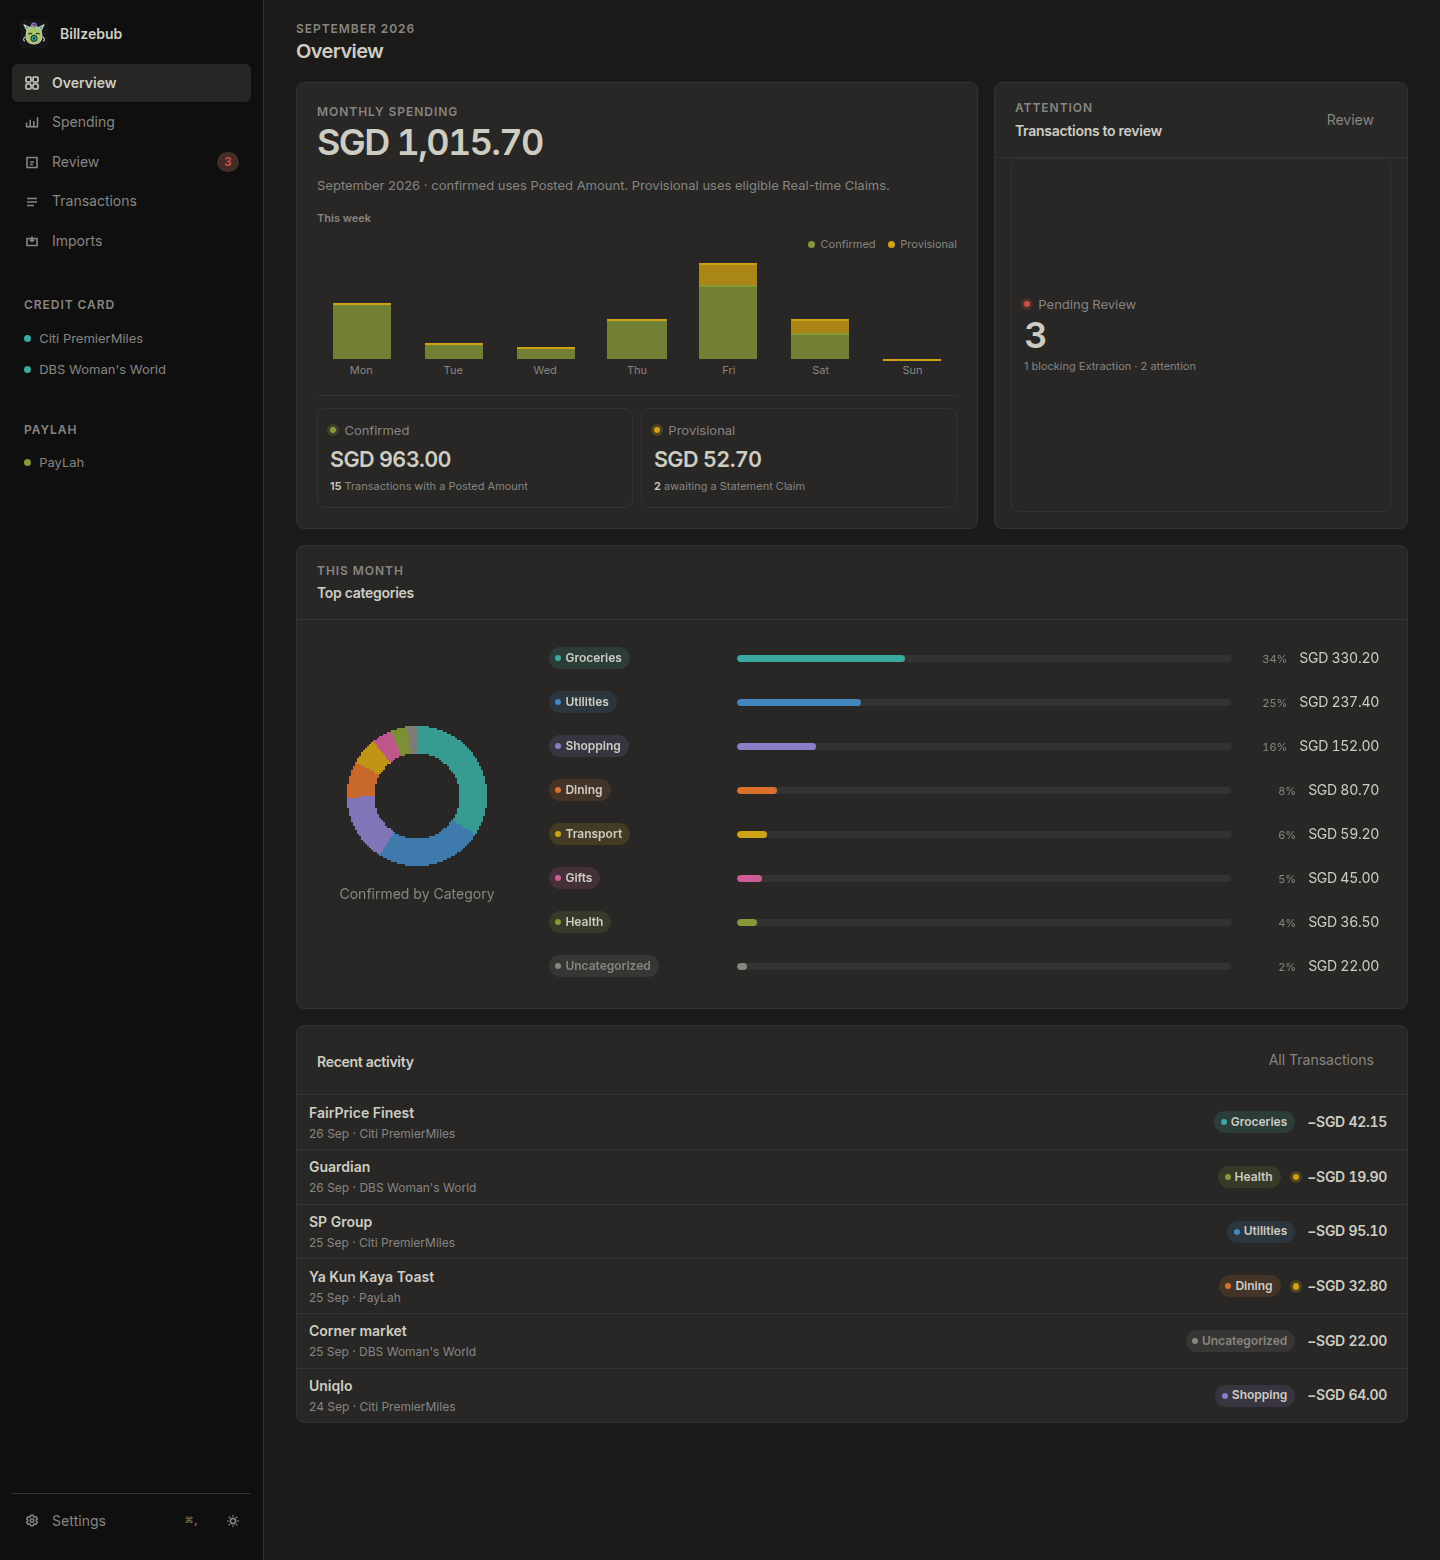 Billzebub
Overview
Spending
Review 3
Transactions
Imports
CREDIT CARD
Citi PremierMiles
DBS Woman's World
PAYLAH
PayLah
Settings ⌘,
SEPTEMBER 2026
Overview
MONTHLY SPENDING
SGD 1,015.70
September 2026 · confirmed uses Posted Amount. Provisional uses eligible Real-time Claims.
This week
Confirmed Provisional
Mon Tue Wed Thu Fri Sat Sun
Confirmed
SGD 963.00
15 Transactions with a Posted Amount
Provisional
SGD 52.70
2 awaiting a Statement Claim
ATTENTION
Transactions to review
Review
Pending Review
3
1 blocking Extraction · 2 attention
THIS MONTH
Top categories
Confirmed by Category
Groceries 34% SGD 330.20
Utilities 25% SGD 237.40
Shopping 16% SGD 152.00
Dining 8% SGD 80.70
Transport 6% SGD 59.20
Gifts 5% SGD 45.00
Health 4% SGD 36.50
Uncategorized 2% SGD 22.00
Recent activity
All Transactions
FairPrice Finest
26 Sep · Citi PremierMiles
Groceries −SGD 42.15
Guardian
26 Sep · DBS Woman's World
Health −SGD 19.90
SP Group
25 Sep · Citi PremierMiles
Utilities −SGD 95.10
Ya Kun Kaya Toast
25 Sep · PayLah
Dining −SGD 32.80
Corner market
25 Sep · DBS Woman's World
Uncategorized −SGD 22.00
Uniqlo
24 Sep · Citi PremierMiles
Shopping −SGD 64.00